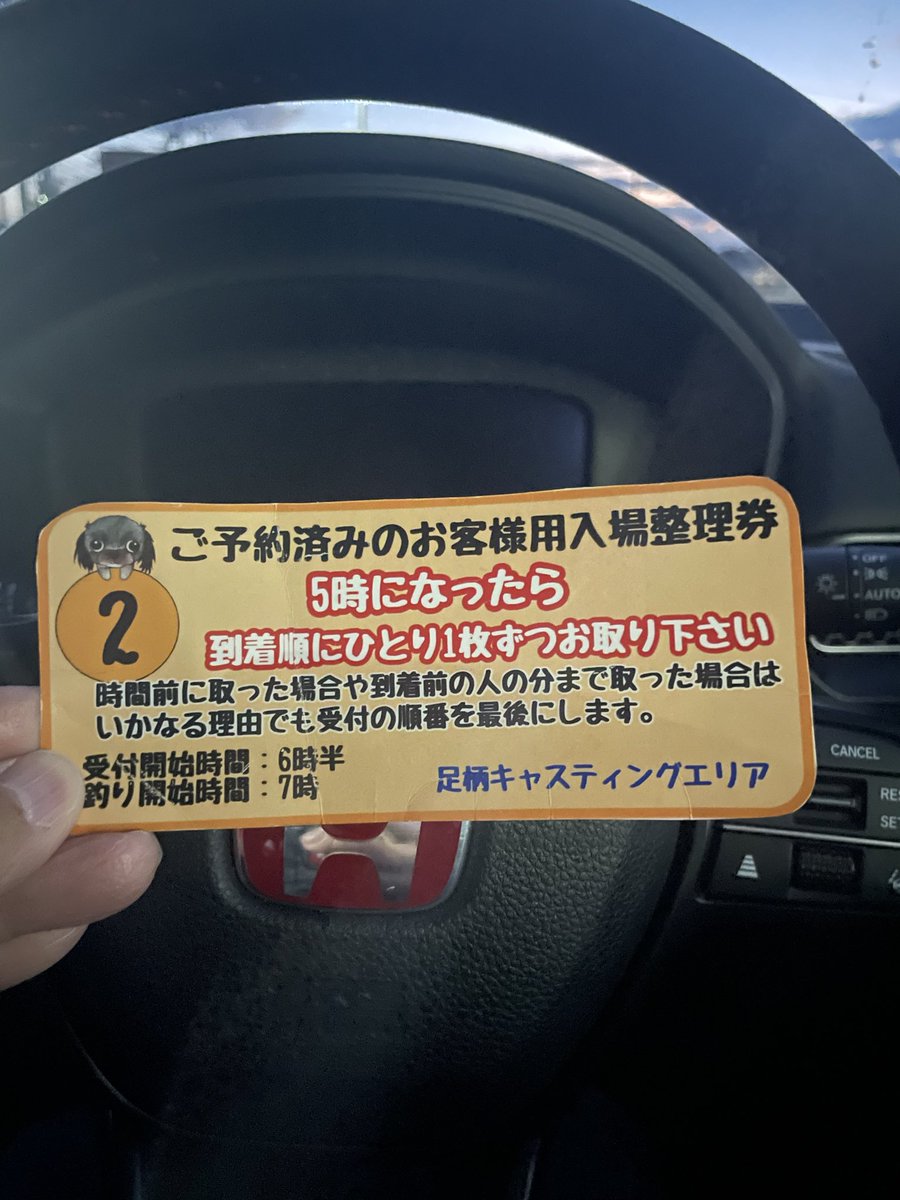 ご予約済みのお客様用入場整理券
2
5時になったら
到着順にひとり1枚ずつお取り下さい
時間前に取った場合や到着前の人の分まで取った場合は
いかなる理由でも受付の順番を最後にします。
受付開始時間：6時半
釣り開始時間：7時
足柄キャスティングエリア
OFF
AUTO
CANCEL